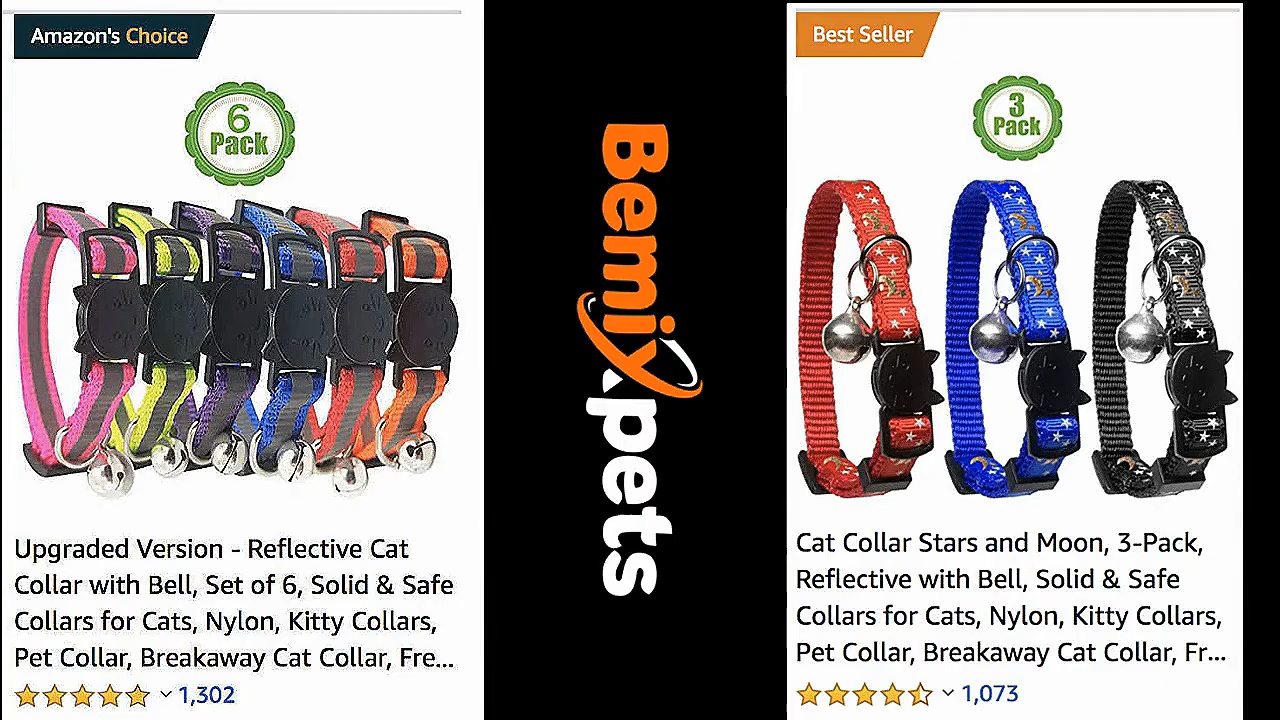 Amazon's Choice
6
Pack
Upgraded Version - Reflective Cat
Collar with Bell, Set of 6, Solid & Safe
Collars for Cats, Nylon, Kitty Collars,
Pet Collar, Breakaway Cat Collar, Fre...
1,302
Bemixpets
Best Seller
3
Pack
Cat Collar Stars and Moon, 3-Pack,
Reflective with Bell, Solid & Safe
Collars for Cats, Nylon, Kitty Collars,
Pet Collar, Breakaway Cat Collar, Fr...
1,073